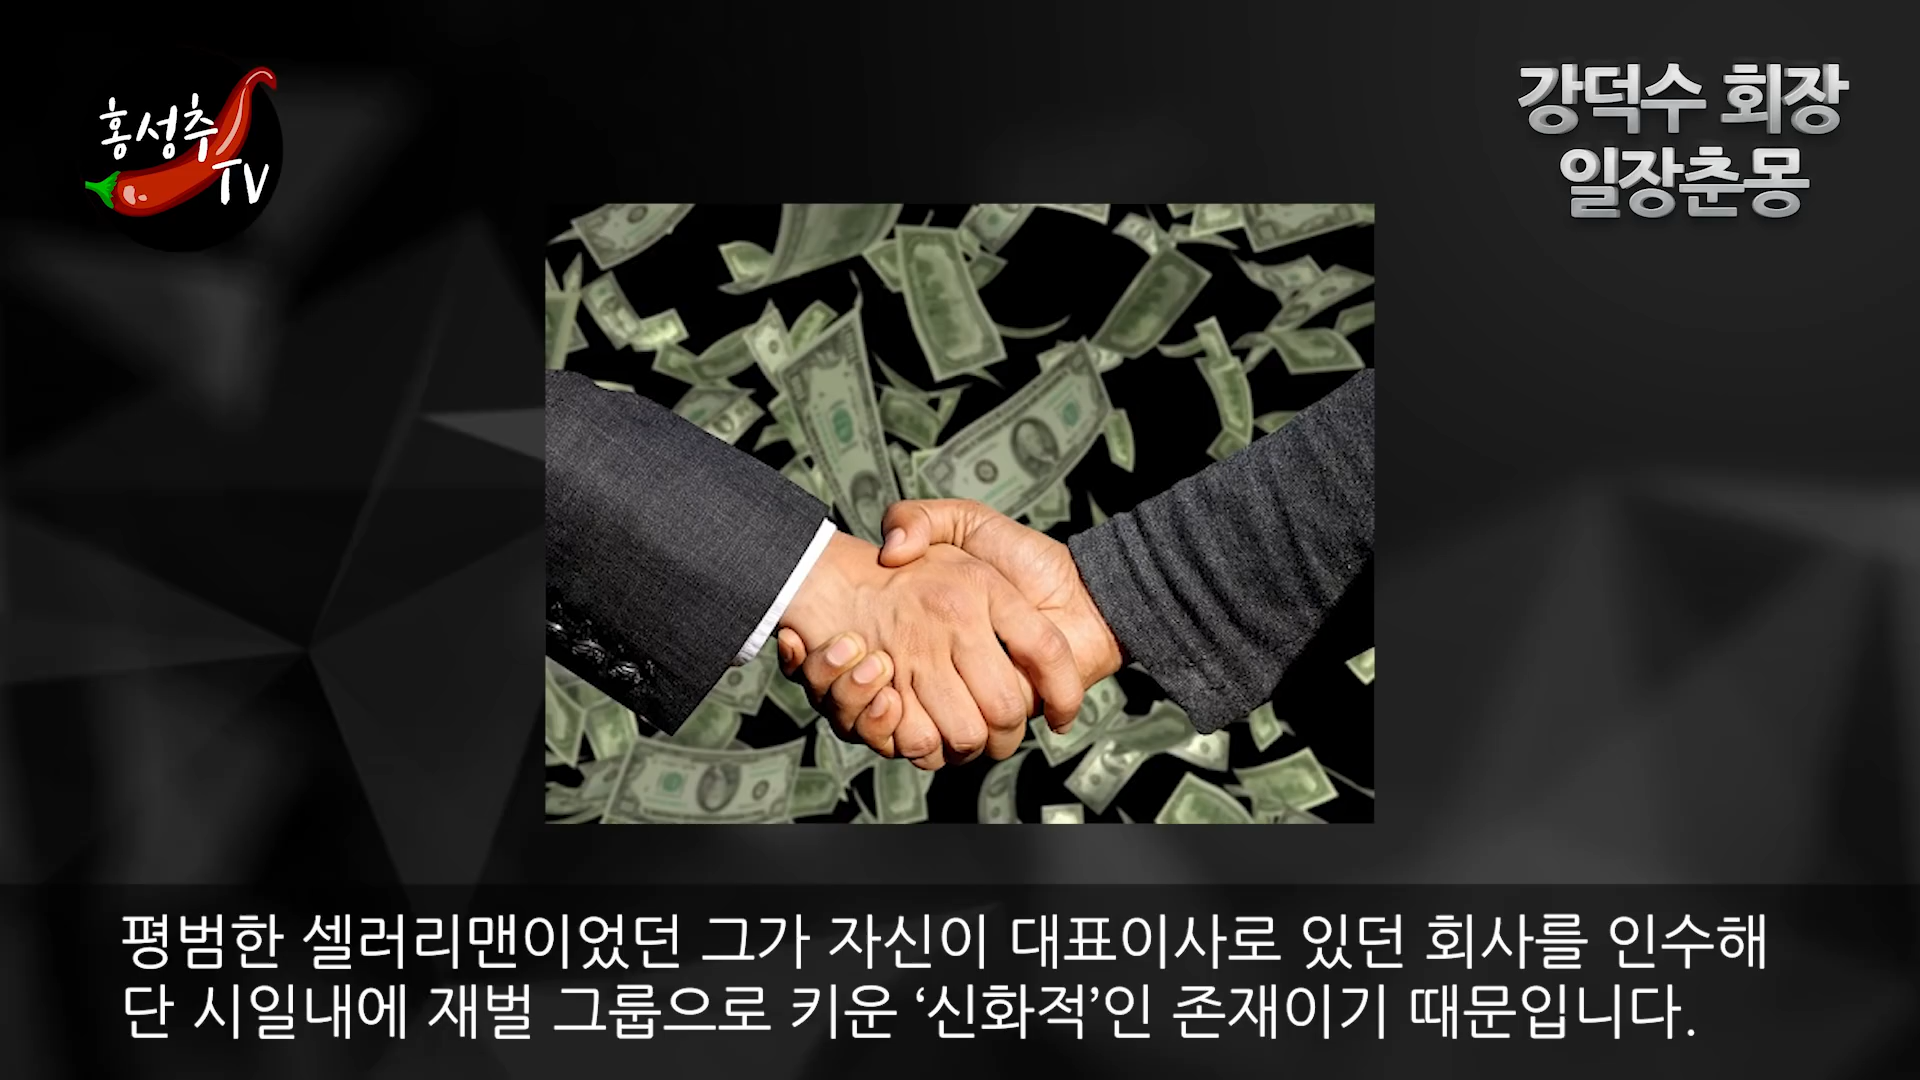 홍성추
TV
강덕수 회장
일장춘몽
평범한 셀러리맨이었던 그가 자신이 대표이사로 있던 회사를 인수해
단 시일내에 재벌 그룹으로 키운 ‘신화적’인 존재이기 때문입니다.